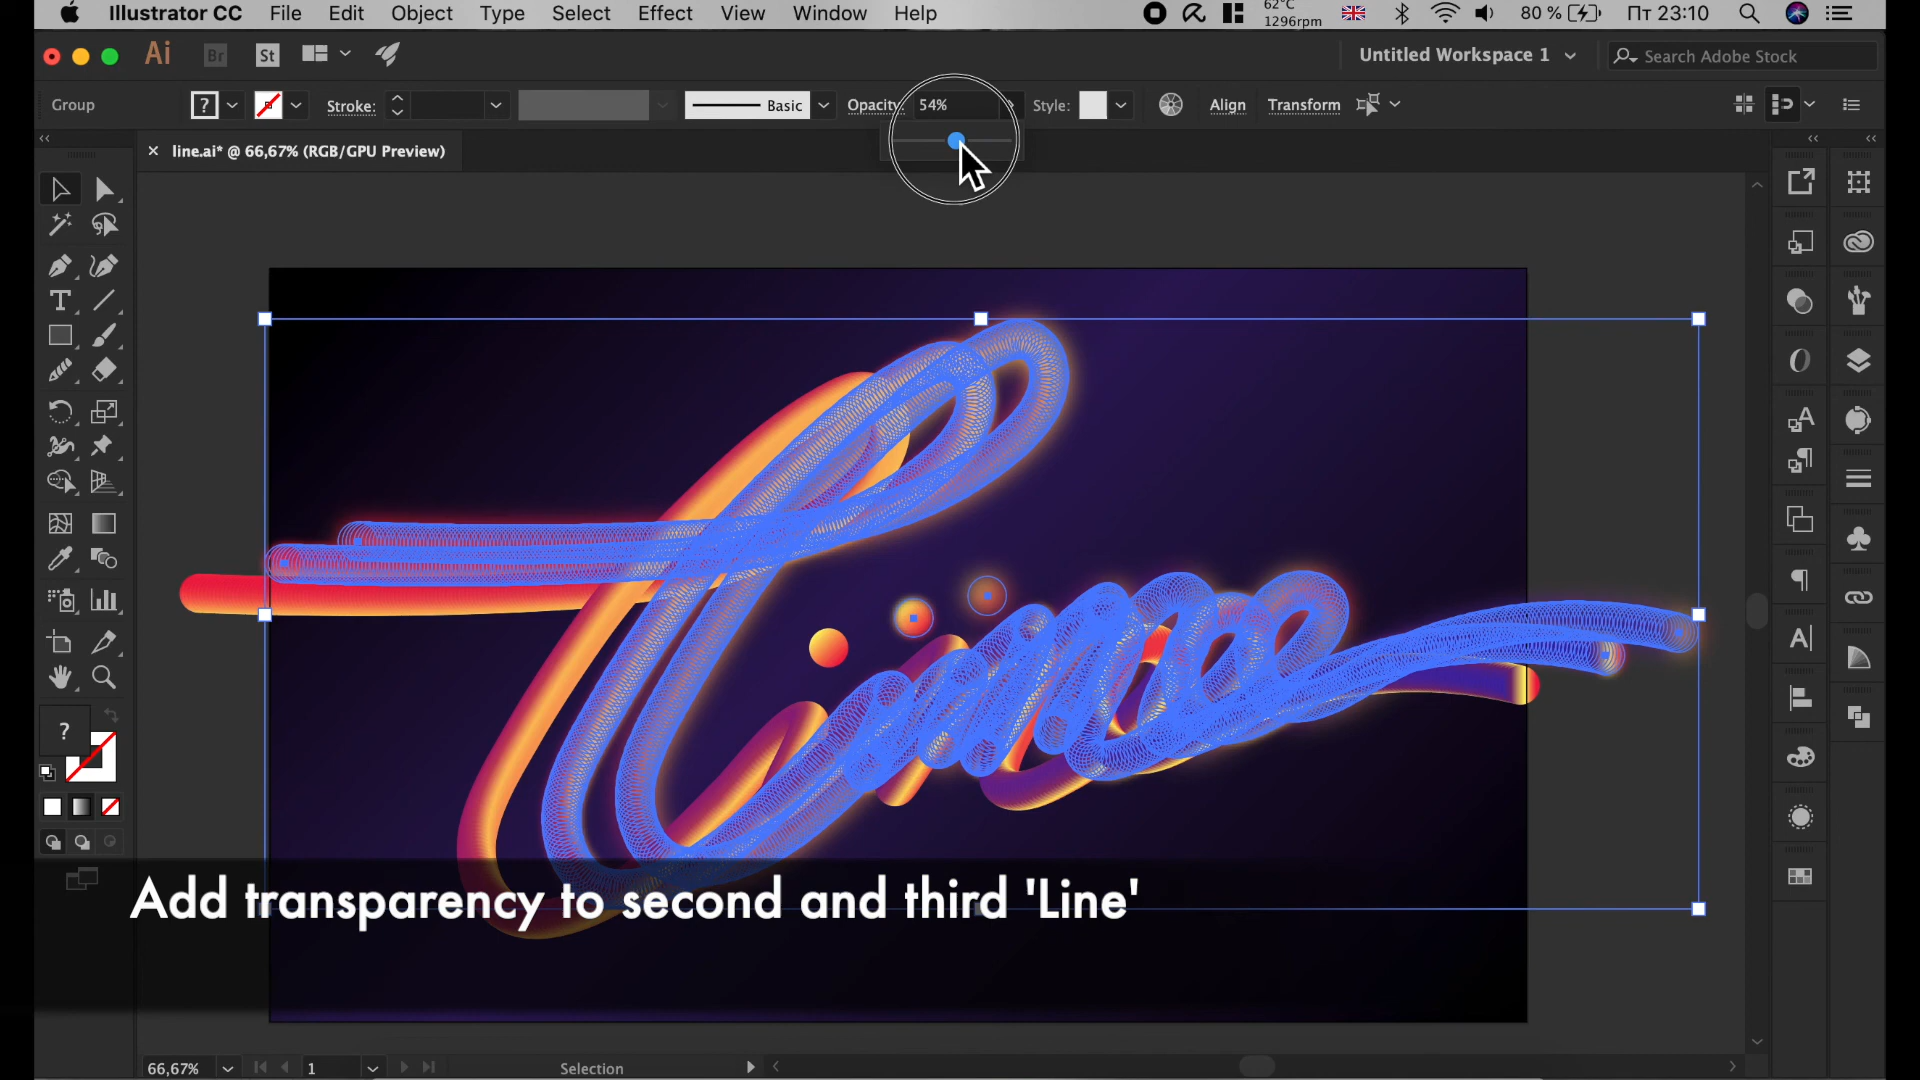 Illustrator CC File Edit Object Type Select Effect View Window Help 62°C 80 % Пт 23:10
1296rpm
Ai Br St Untitled Workspace 1 Search Adobe Stock
Group ? Stroke: Basic Opacity: 54% Style: Align Transform
line.ai* @ 66,67% (RGB/GPU Preview)
Line
?
Add transparency to second and third 'Line'
66,67% 1 Selection